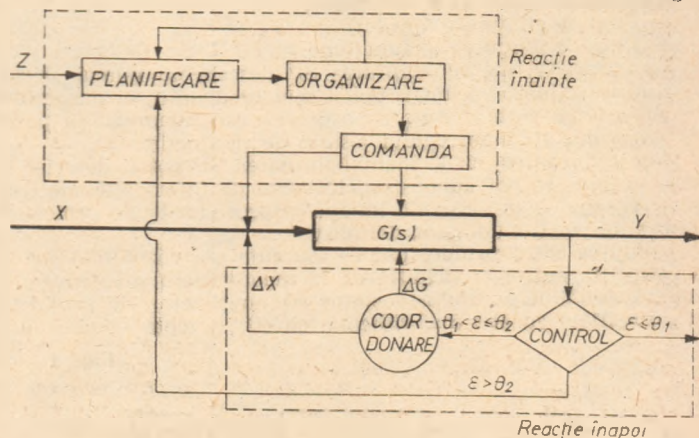 Z
PLANIFICARE
ORGANIZARE
Reacție
înainte
COMANDA
X
G(s)
Y
ΔX
ΔG
COOR-
DONARE
θ₁<ε≤θ₂
CONTROL
ε≤θ₁
ε>θ₂
Reacție înapoi